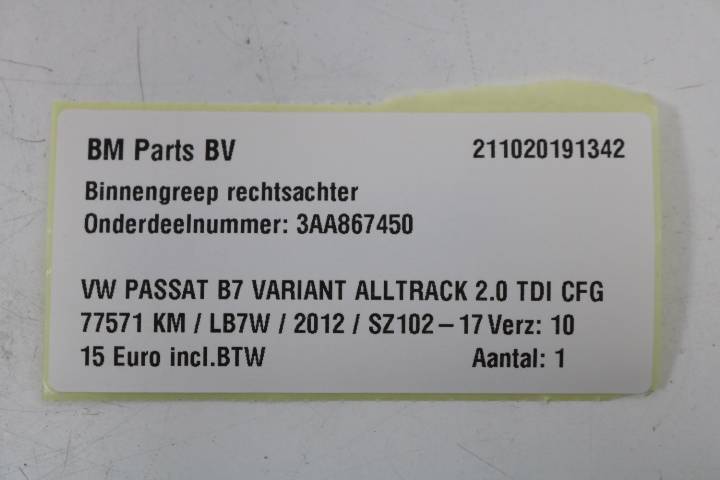 BM Parts BV 211020191342
Binnengreep rechtsachter
Onderdeelnummer: 3AA867450
VW PASSAT B7 VARIANT ALLTRACK 2.0 TDI CFG
77571 KM / LB7W / 2012 / SZ102-17 Verz: 10
15 Euro incl.BTW Aantal: 1